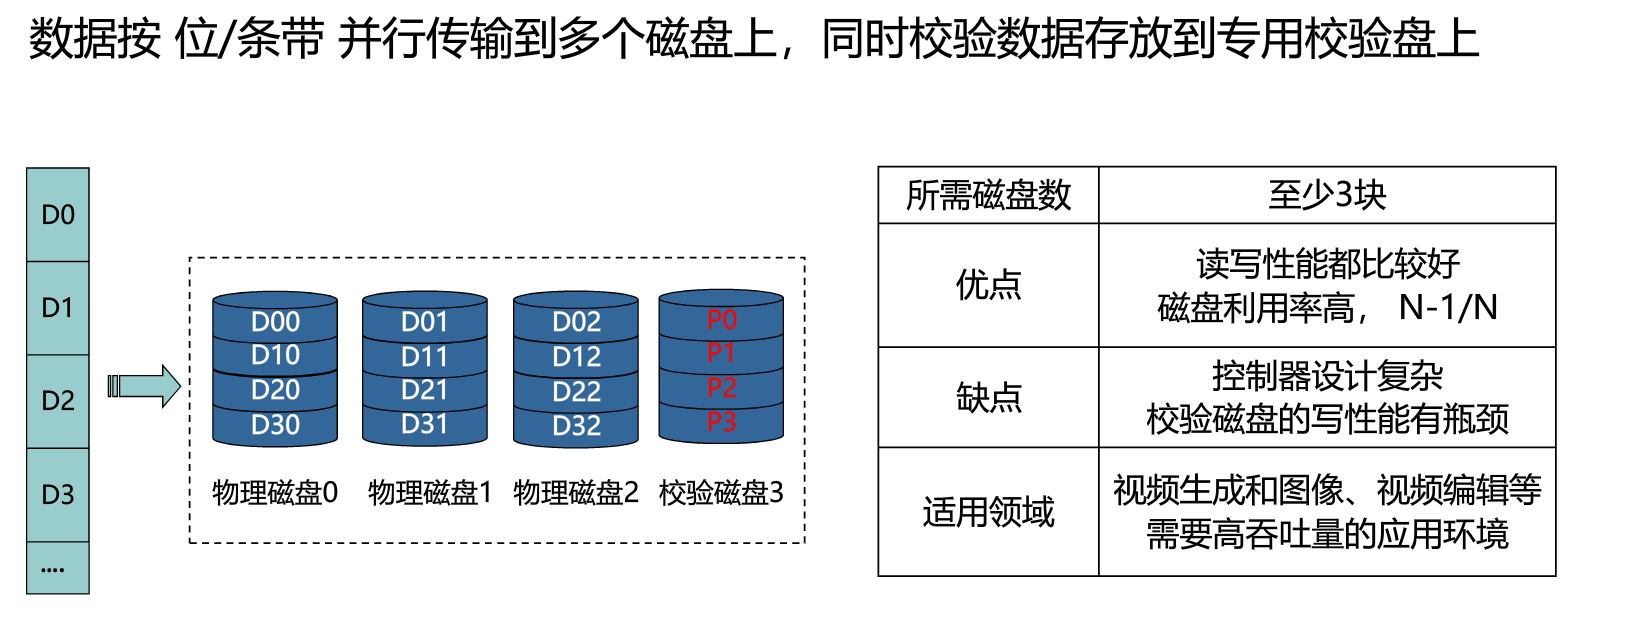 数据按 位/条带 并行传输到多个磁盘上，同时校验数据存放到专用校验盘上
D0
D1
D2
D3
....
D00
D10
D20
D30
物理磁盘0
D01
D11
D21
D31
物理磁盘1
D02
D12
D22
D32
物理磁盘2
P0
P1
P2
P3
校验磁盘3
所需磁盘数
至少3块
优点
读写性能都比较好
磁盘利用率高， N-1/N
缺点
控制器设计复杂
校验磁盘的写性能有瓶颈
适用领域
视频生成和图像、视频编辑等
需要高吞吐量的应用环境